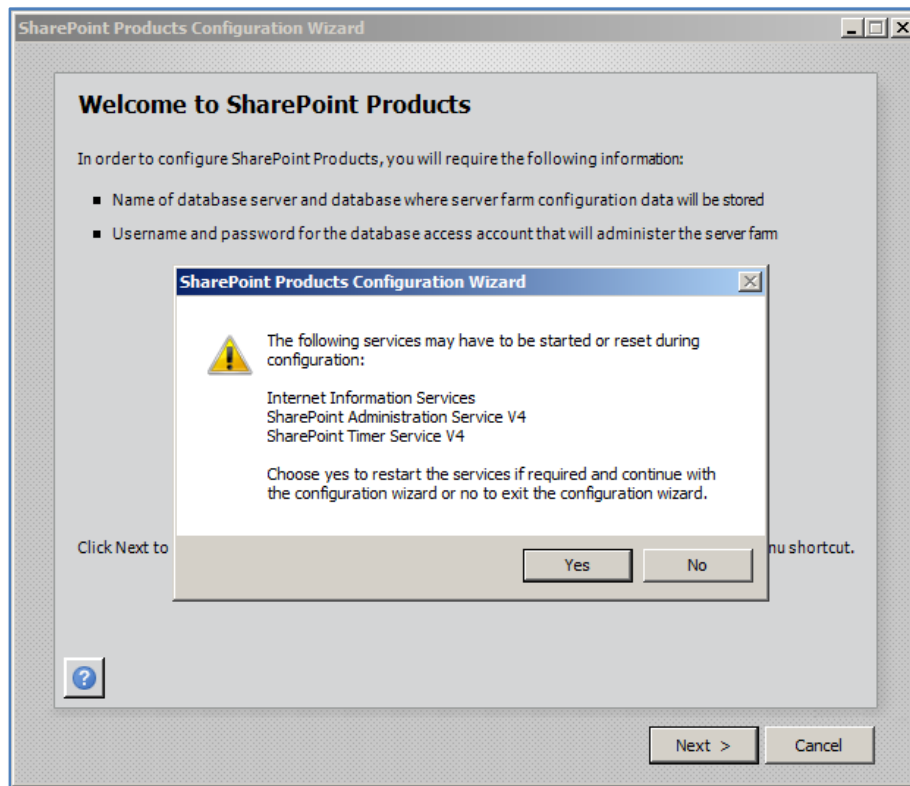 SharePoint Products Configuration Wizard
Welcome to SharePoint Products
In order to configure SharePoint Products, you will require the following information:
Name of database server and database where server farm configuration data will be stored
Username and password for the database access account that will administer the server farm
SharePoint Products Configuration Wizard
The following services may have to be started or reset during
configuration:
Internet Information Services
SharePoint Administration Service V4
SharePoint Timer Service V4
Choose yes to restart the services if required and continue with
the configuration wizard or no to exit the configuration wizard.
Yes No
Click Next to nu shortcut.
?
Next > Cancel